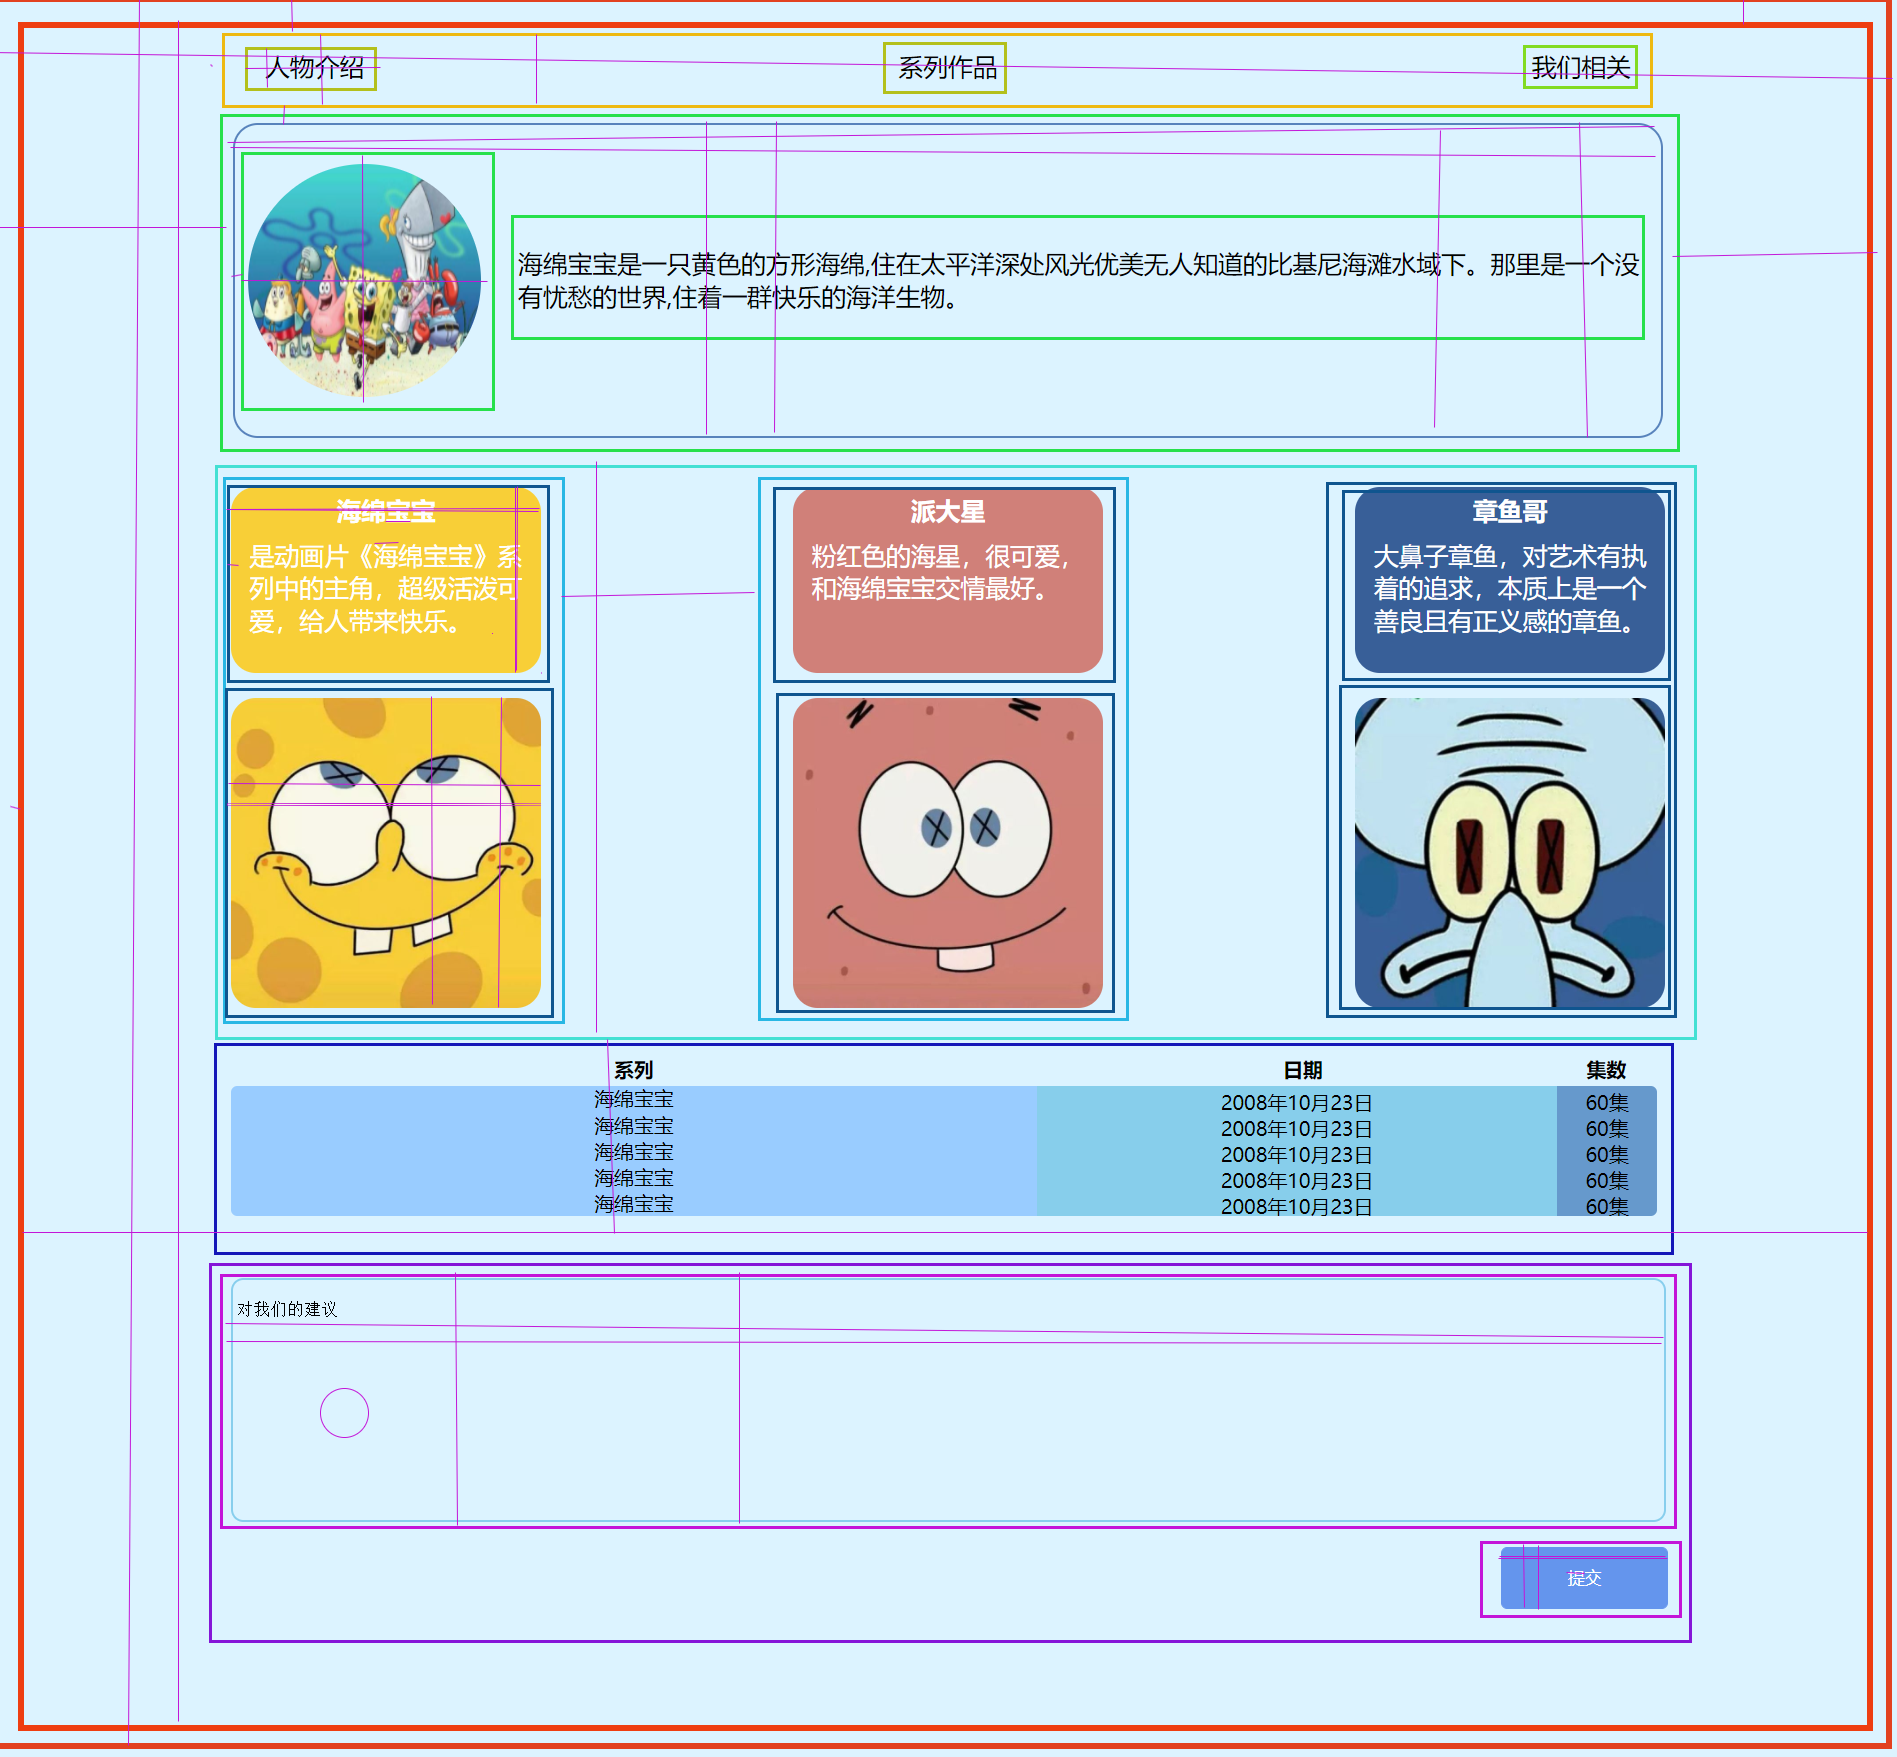 人物介绍
系列作品
我们相关
海绵宝宝是一只黄色的方形海绵,住在太平洋深处风光优美无人知道的比基尼海滩水域下。那里是一个没
有忧愁的世界,住着一群快乐的海洋生物。
海绵宝宝
是动画片《海绵宝宝》系
列中的主角，超级活泼可
爱，给人带来快乐。
派大星
粉红色的海星，很可爱，
和海绵宝宝交情最好。
章鱼哥
大鼻子章鱼，对艺术有执
着的追求，本质上是一个
善良且有正义感的章鱼。
系列 日期 集数
海绵宝宝 2008年10月23日 60集
海绵宝宝 2008年10月23日 60集
海绵宝宝 2008年10月23日 60集
海绵宝宝 2008年10月23日 60集
海绵宝宝 2008年10月23日 60集
对我们的建议
提交